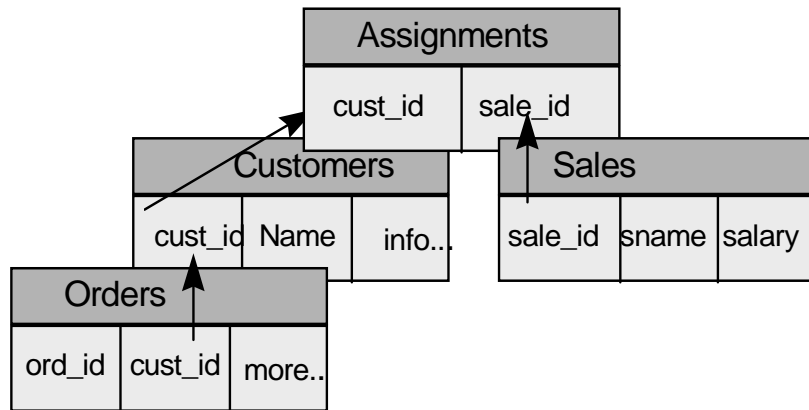 Assignments
cust_id sale_id
Customers Sales
cust_id Name info... sale_id sname salary
Orders
ord_id cust_id more..